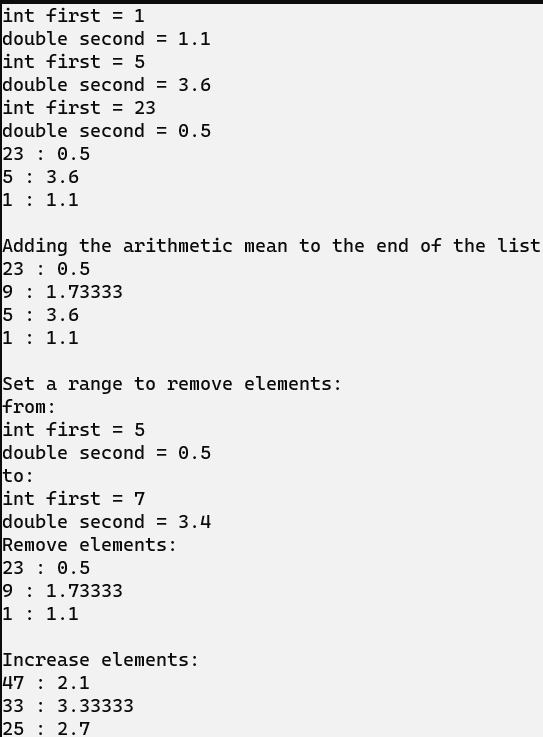 int first = 1
double second = 1.1
int first = 5
double second = 3.6
int first = 23
double second = 0.5
23 : 0.5
5 : 3.6
1 : 1.1
Adding the arithmetic mean to the end of the list
23 : 0.5
9 : 1.73333
5 : 3.6
1 : 1.1
Set a range to remove elements:
from:
int first = 5
double second = 0.5
to:
int first = 7
double second = 3.4
Remove elements:
23 : 0.5
9 : 1.73333
1 : 1.1
Increase elements:
47 : 2.1
33 : 3.33333
25 : 2.7